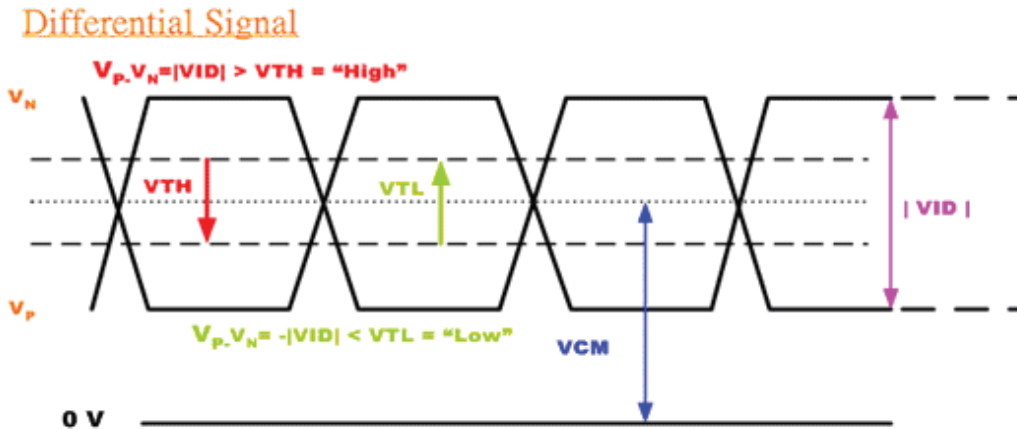 Differential Signal
VP-VN=|VID| > VTH = “High”
VN
VTH
VTL
| VID |
VP
VP-VN= -|VID| < VTL = “Low”
VCM
0 V